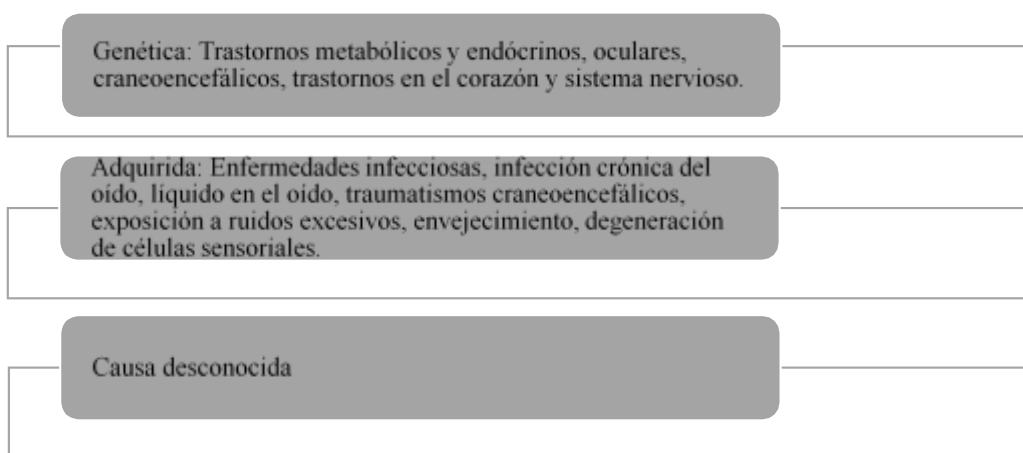 Genética: Trastornos metabólicos y endócrinos, oculares,
craneoencefálicos, trastornos en el corazón y sistema nervioso.
Adquirida: Enfermedades infecciosas, infección crónica del
oído, líquido en el oído, traumatismos craneoencefálicos,
exposición a ruidos excesivos, envejecimiento, degeneración
de células sensoriales.
Causa desconocida